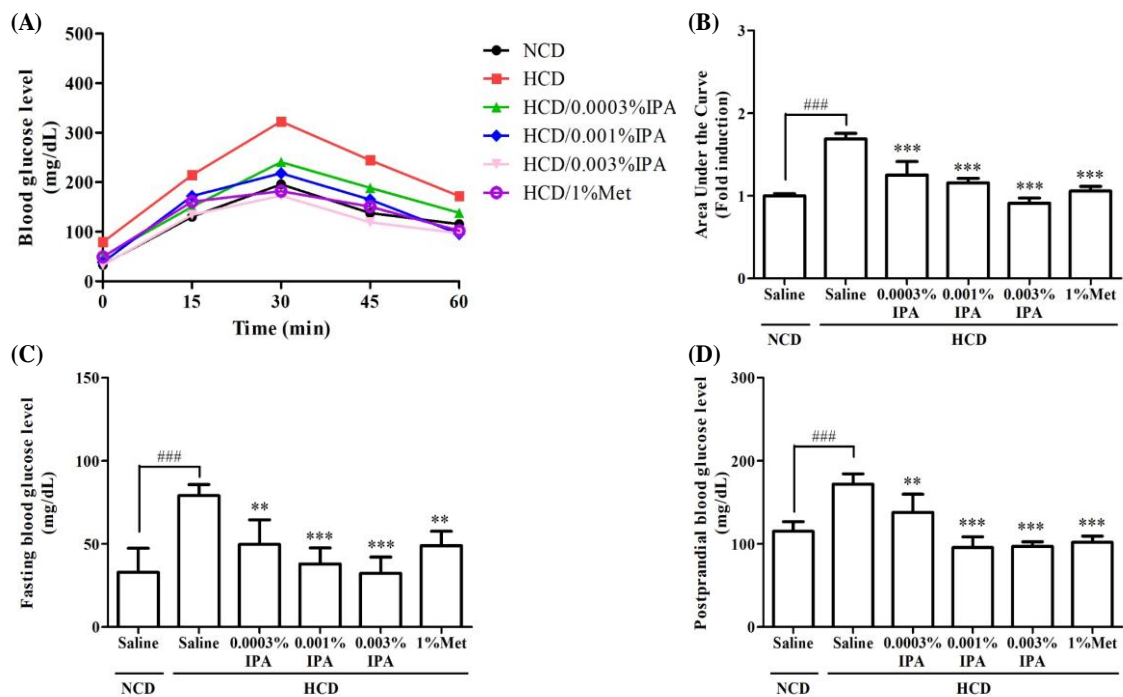 (A)
500
400
300
200
100
0
Blood glucose level
(mg/dL)
0 15 30 45 60
Time (min)
NCD
HCD
HCD/0.0003%IPA
HCD/0.001%IPA
HCD/0.003%IPA
HCD/1%Met
(B)
3
2
1
0
Area Under the Curve
(Fold induction)
###
*** *** *** ***
Saline Saline 0.0003% 0.001% 0.003% 1%Met
IPA IPA IPA
NCD HCD
(C)
150
100
50
0
Fasting blood glucose level
(mg/dL)
###
** *** *** **
Saline Saline 0.0003% 0.001% 0.003% 1%Met
IPA IPA IPA
NCD HCD
(D)
300
200
100
0
Postprandial blood glucose level
(mg/dL)
###
** *** *** ***
Saline Saline 0.0003% 0.001% 0.003% 1%Met
IPA IPA IPA
NCD HCD